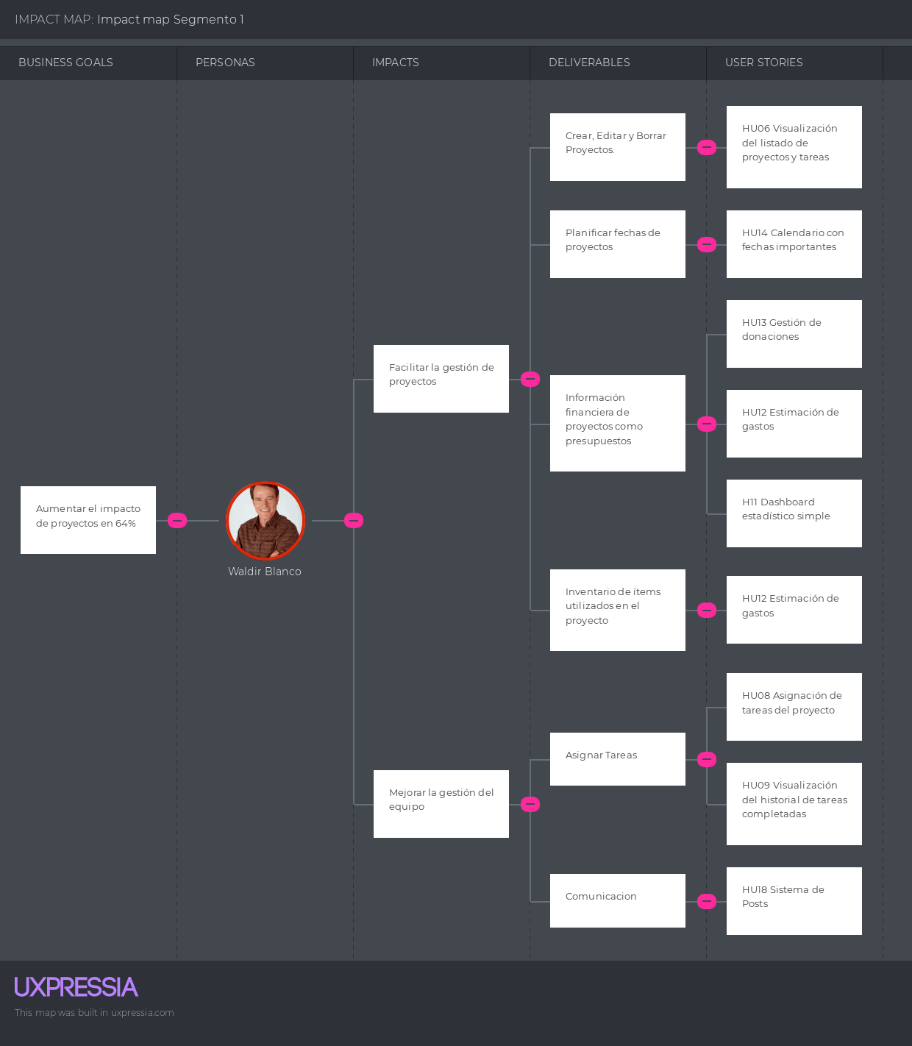 IMPACT MAP: Impact map Segmento 1
BUSINESS GOALS
PERSONAS
IMPACTS
DELIVERABLES
USER STORIES
Aumentar el impacto
de proyectos en 64%
Waldir Blanco
Facilitar la gestión de
proyectos
Crear, Editar y Borrar
Proyectos.
HU06 Visualización
del listado de
proyectos y tareas
Planificar fechas de
proyectos
HU14 Calendario con
fechas importantes
Información
financiera de
proyectos como
presupuestos
HU13 Gestión de
donaciones
HU12 Estimación de
gastos
H11 Dashboard
estadístico simple
Inventario de ítems
utilizados en el
proyecto
HU12 Estimación de
gastos
Mejorar la gestión del
equipo
Asignar Tareas
HU08 Asignación de
tareas del proyecto
HU09 Visualización
del historial de tareas
completadas
Comunicacion
HU18 Sistema de
Posts
UXPRESSIA
This map was built in uxpressia.com